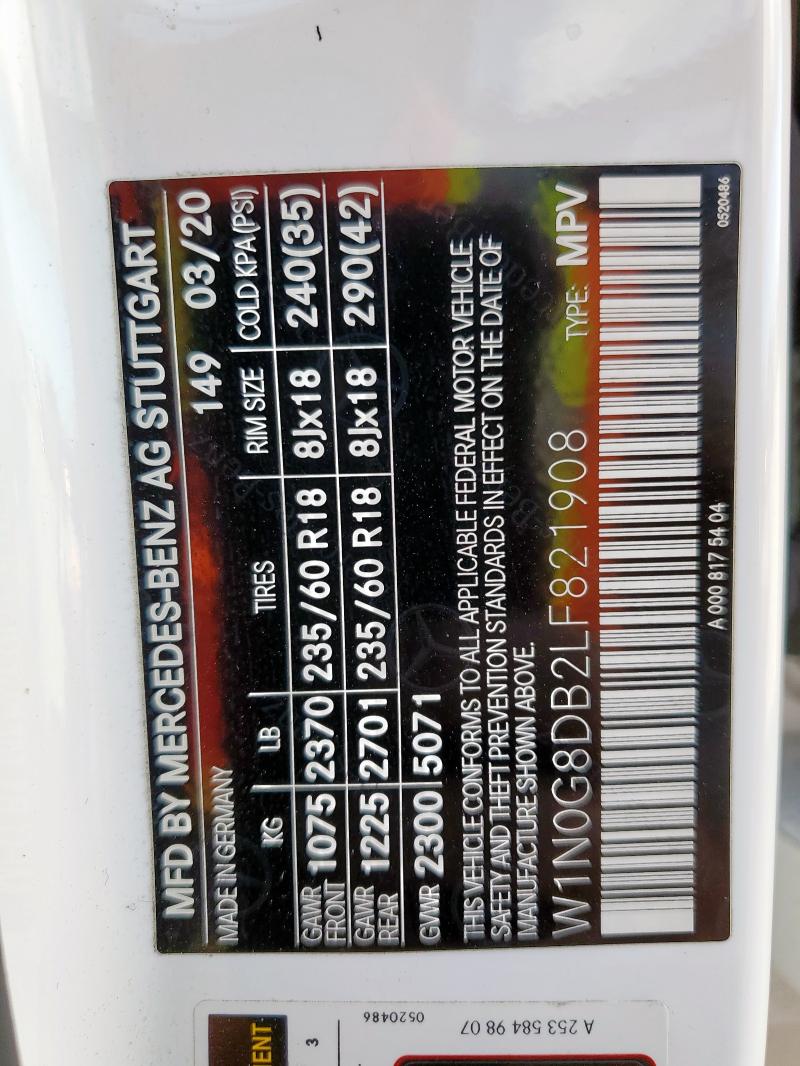 MFD BY MERCEDES-BENZ AG STUTTGART
MADE IN GERMANY 149 03/20
KG LB TIRES RIM SIZE COLD KPA(PSI)
GAWR FRONT 1075 2370 235/60 R18 8Jx18 240(35)
GAWR REAR 1225 2701 235/60 R18 8Jx18 290(42)
GVWR 2300 5071
THIS VEHICLE CONFORMS TO ALL APPLICABLE FEDERAL MOTOR VEHICLE
SAFETY AND THEFT PREVENTION STANDARDS IN EFFECT ON THE DATE OF
MANUFACTURE SHOWN ABOVE.
W1N0G8DB2LF821908 TYPE: MPV
A 000 817 54 04 0520486
A 253 584 98 07
0520486
3